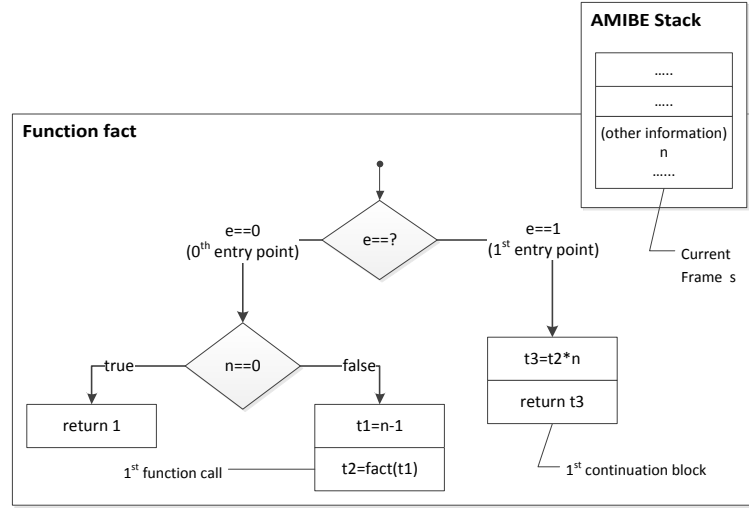 AMIBE Stack
…..
…..
(other information)
n
……
Current
Frame s
Function fact
e==?
e==0
(0th entry point)
e==1
(1st entry point)
n==0
true
false
return 1
t1=n-1
t2=fact(t1)
1st function call
t3=t2*n
return t3
1st continuation block